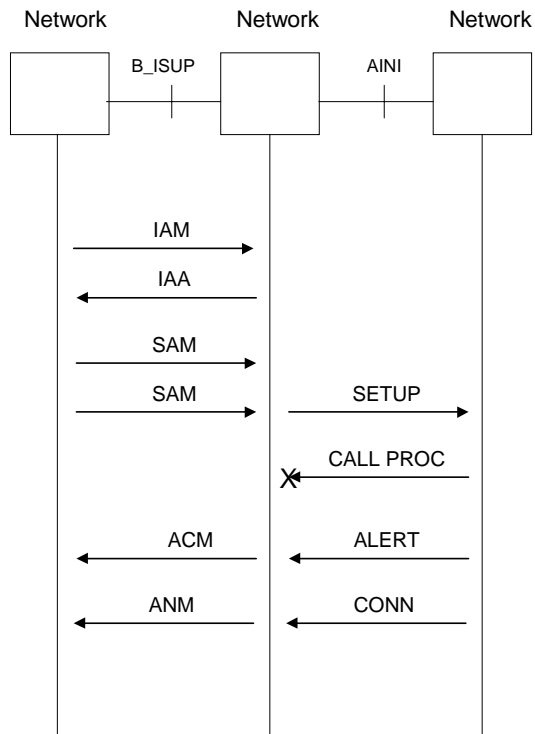 Network Network Network
B_ISUP AINI
IAM
IAA
SAM
SAM SETUP
CALL PROC
X
ACM ALERT
ANM CONN